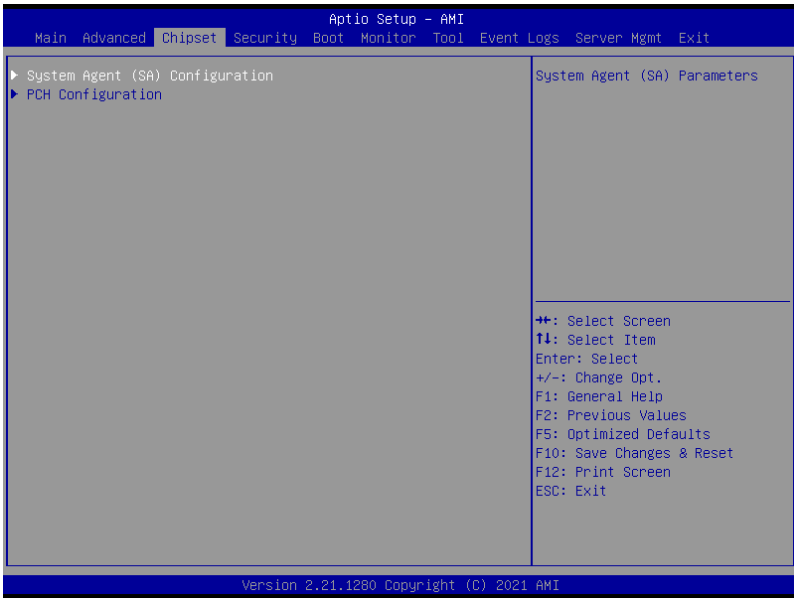 Aptio Setup – AMI
Main Advanced Chipset Security Boot Monitor Tool Event Logs Server Mgmt Exit
▶ System Agent (SA) Configuration
▶ PCH Configuration
System Agent (SA) Parameters
→←: Select Screen
↑↓: Select Item
Enter: Select
+/-: Change Opt.
F1: General Help
F2: Previous Values
F5: Optimized Defaults
F10: Save Changes & Reset
F12: Print Screen
ESC: Exit
Version 2.21.1280 Copyright (C) 2021 AMI